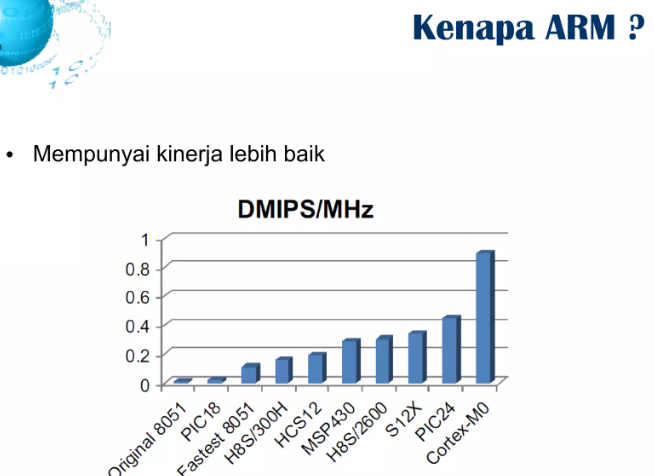 Kenapa ARM ?
• Mempunyai kinerja lebih baik
DMIPS/MHz
1
0.8
0.6
0.4
0.2
0
Original 8051
PIC18
Fastest 8051
H8S/300H
HCS12
MSP430
H8S/2600
S12X
PIC24
Cortex-M0